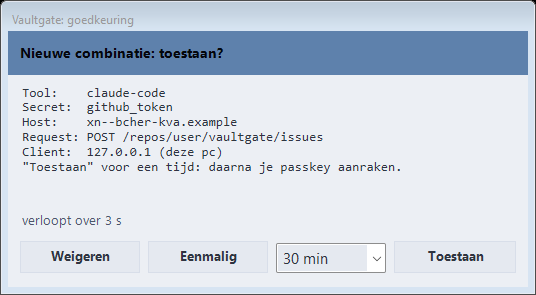 Vaultgate: goedkeuring
Nieuwe combinatie: toestaan?
Tool:    claude-code
Secret:  github_token
Host:    xn--bcher-kva.example
Request: POST /repos/user/vaultgate/issues
Client:  127.0.0.1 (deze pc)
"Toestaan" voor een tijd: daarna je passkey aanraken.
verloopt over 3 s
Weigeren Eenmalig 30 min Toestaan